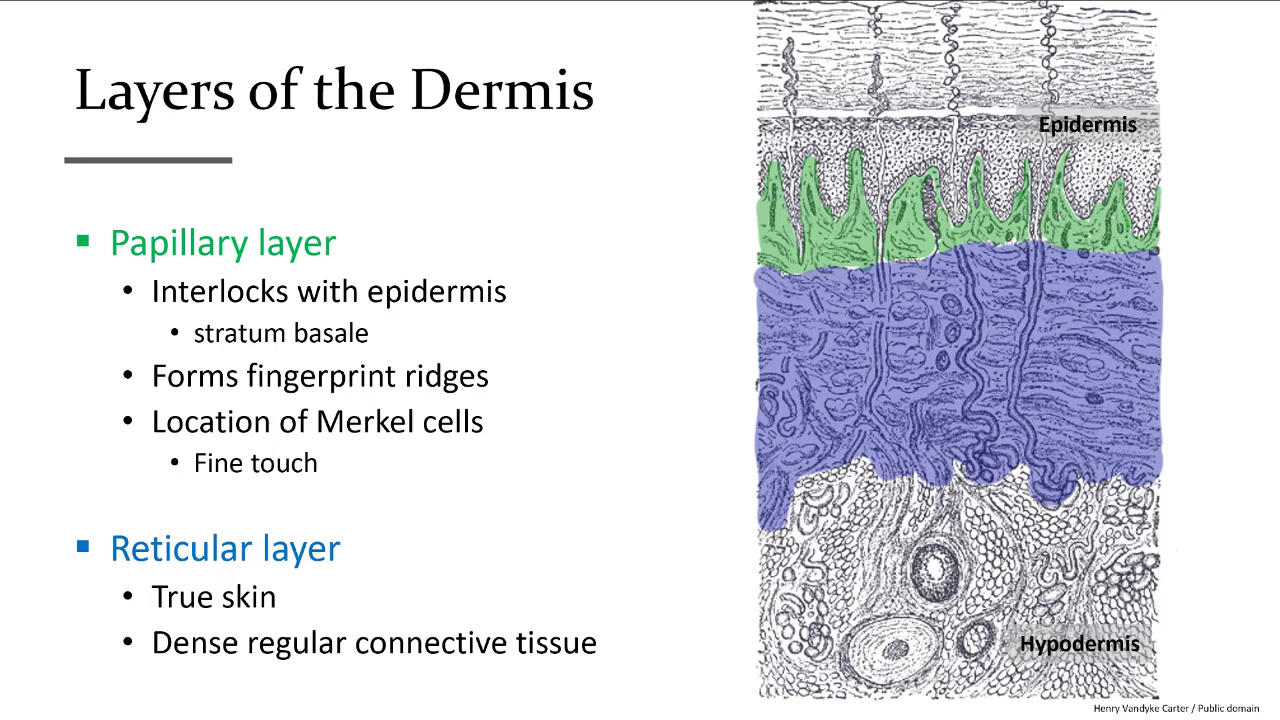 Layers of the Dermis
Papillary layer
• Interlocks with epidermis
• stratum basale
• Forms fingerprint ridges
• Location of Merkel cells
• Fine touch
Reticular layer
• True skin
• Dense regular connective tissue
Epidermis
Hypodermis
Henry Vandyke Carter / Public domain